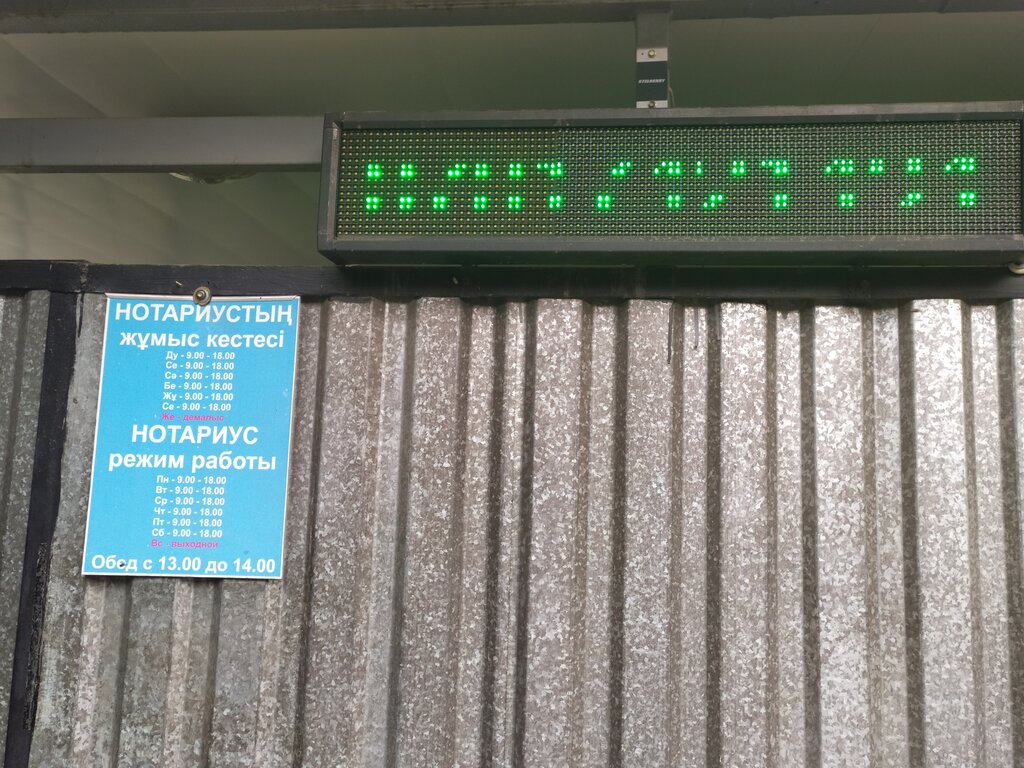 НОТАРИУСТЫҢ
жұмыс кестесі
Ду - 9.00 - 18.00
Се - 9.00 - 18.00
Сә - 9.00 - 18.00
Бе - 9.00 - 18.00
Жұ - 9.00 - 18.00
Се - 9.00 - 18.00
Же - демалыс
НОТАРИУС
режим работы
Пн - 9.00 - 18.00
Вт - 9.00 - 18.00
Ср - 9.00 - 18.00
Чт - 9.00 - 18.00
Пт - 9.00 - 18.00
Сб - 9.00 - 18.00
Вс - выходной
Обед с 13.00 до 14.00